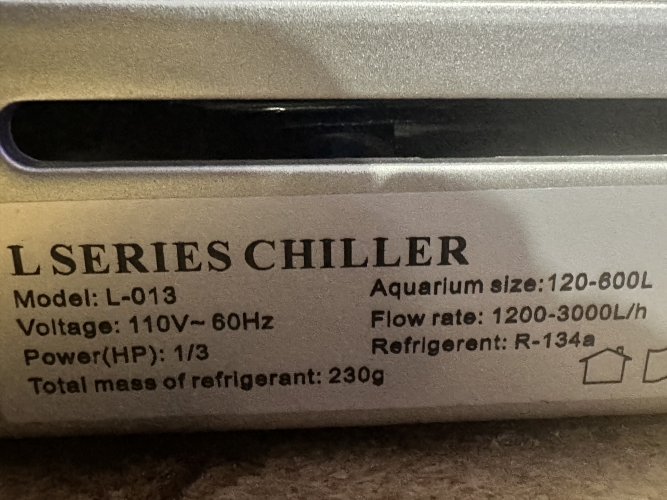 L SERIES CHILLER
Model: L-013
Voltage: 110V~ 60Hz
Power(HP): 1/3
Total mass of refrigerant: 230g
Aquarium size:120-600L
Flow rate: 1200-3000L/h
Refrigerent: R-134a